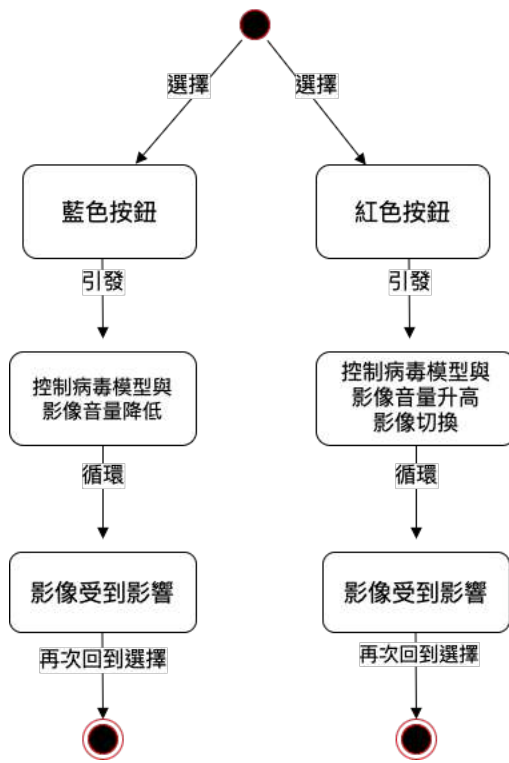 選擇
選擇
藍色按鈕
紅色按鈕
引發
引發
控制病毒模型與
影像音量降低
控制病毒模型與
影像音量升高
影像切換
循環
循環
影像受到影響
影像受到影響
再次回到選擇
再次回到選擇